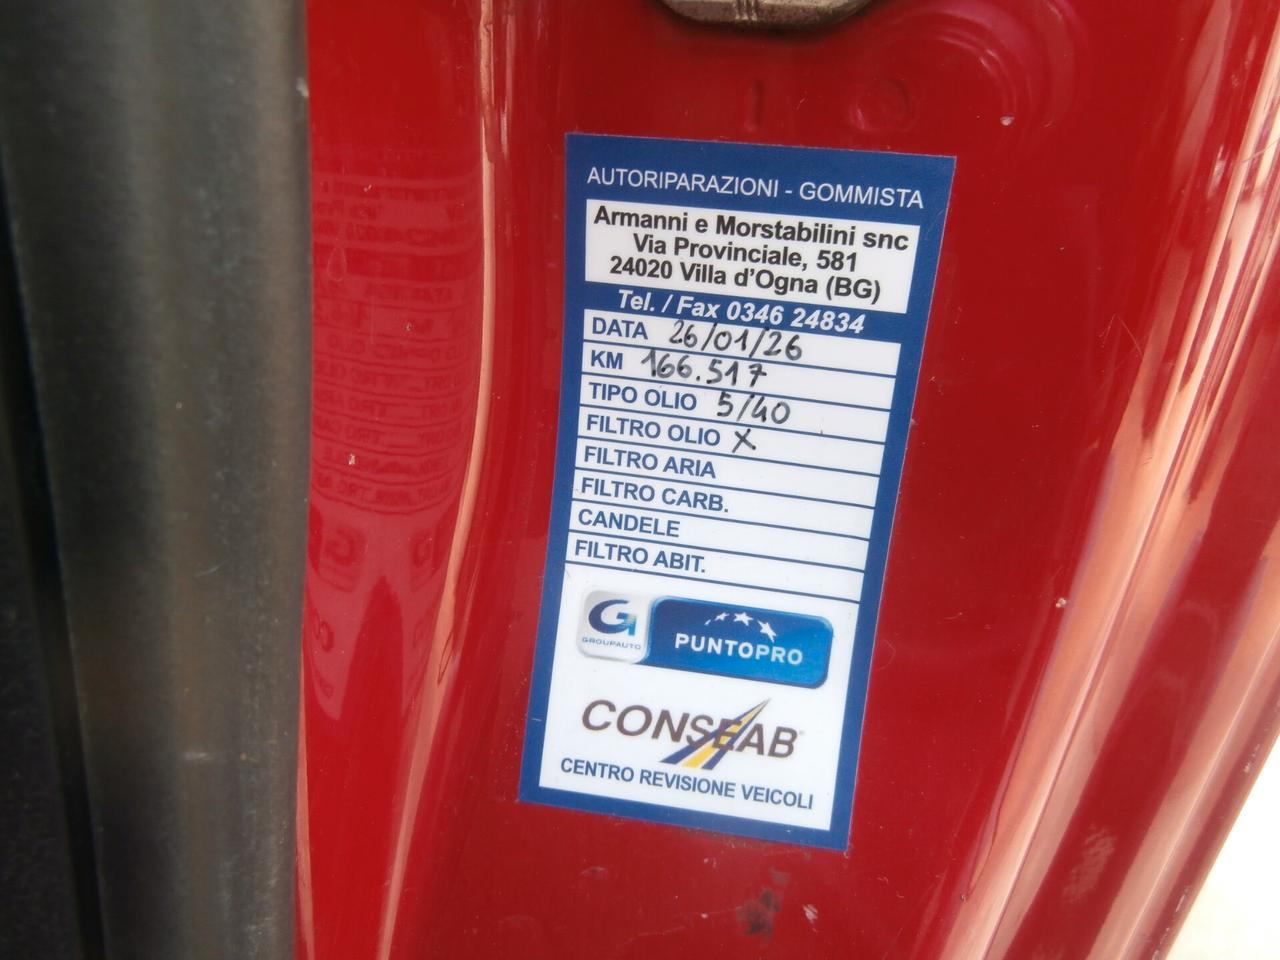 AUTORIPARAZIONI - GOMMISTA
Armanni e Morstabilini snc
Via Provinciale, 581
24020 Villa d'Ogna (BG)
Tel. / Fax 0346 24834
DATA 26/01/26
KM 166.517
TIPO OLIO 5/40
FILTRO OLIO X
FILTRO ARIA
FILTRO CARB.
CANDELE
FILTRO ABIT.
G
GROUPAUTO
PUNTOPRO
CONSEAB
CENTRO REVISIONE VEICOLI